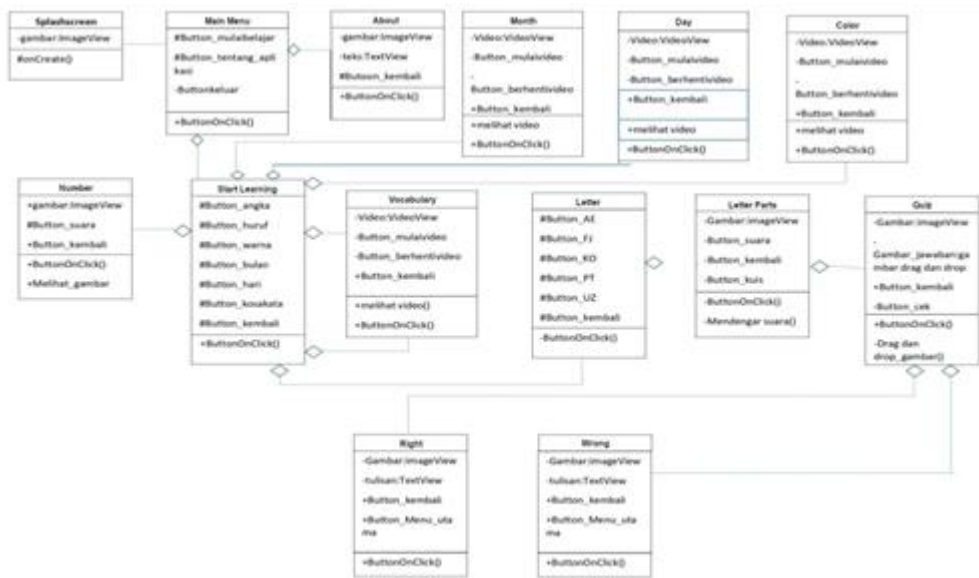 Splashscreen
-gambar:ImageView
#onCreate()
Main Menu
#Button_mulaibelajar
#Button_tentang_apli
kasi
-Buttonkeluar
+ButtonOnClick()
About
-gambar:ImageView
-teks:TextView
#Butoon_kembali
+ButtonOnClick()
Month
-Video:VideoView
-Button_mulaivideo
-
Button_berhentivideo
+Button_kembali
+melihat video
+ButtonOnClick()
Day
-Video:VideoView
-Button_mulaivideo
-Button_berhentivideo
+Button_kembali
+melihat video
+ButtonOnClick()
Color
-Video:VideoView
-Button_mulaivideo
-
Button_berhentivideo
+Button_kembali
+melihat video
+ButtonOnClick()
Number
+gambar:ImageView
#Button_suara
+Button_kembali
+ButtonOnClick()
+Melihat_gambar
Start Learning
#Button_angka
#Button_huruf
#Button_warna
#Button_bulan
#Button_hari
#Button_kosakata
#Button_kembali
+ButtonOnClick()
Vocabulary
-Video:VideoView
-Button_mulaivideo
-Button_berhentivideo
+Button_kembali
+melihat video()
+ButtonOnClick()
Letter
#Button_AE
#Button_FJ
#Button_KO
#Button_PT
#Button_UZ
#Button_kembali
-ButtonOnClick()
Letter Parts
-Gambar:imageView
-Button_suara
-Button_kembali
-Button_kuis
-ButtonOnClick()
-Mendengar suara()
Quiz
-Gambar:imageView
-
Gambar_jawaban:ga
mbar drag dan drop
+Button_kembali
-Button_cek
+ButtonOnClick()
-Drag dan
drop_gambar()
Right
-Gambar:imageView
-tulisan:TextView
+Button_kembali
+Button_Menu_uta
ma
+ButtonOnClick()
Wrong
-Gambar:imageView
-tulisan:TextView
+Button_kembali
+Button_Menu_uta
ma
+ButtonOnClick()